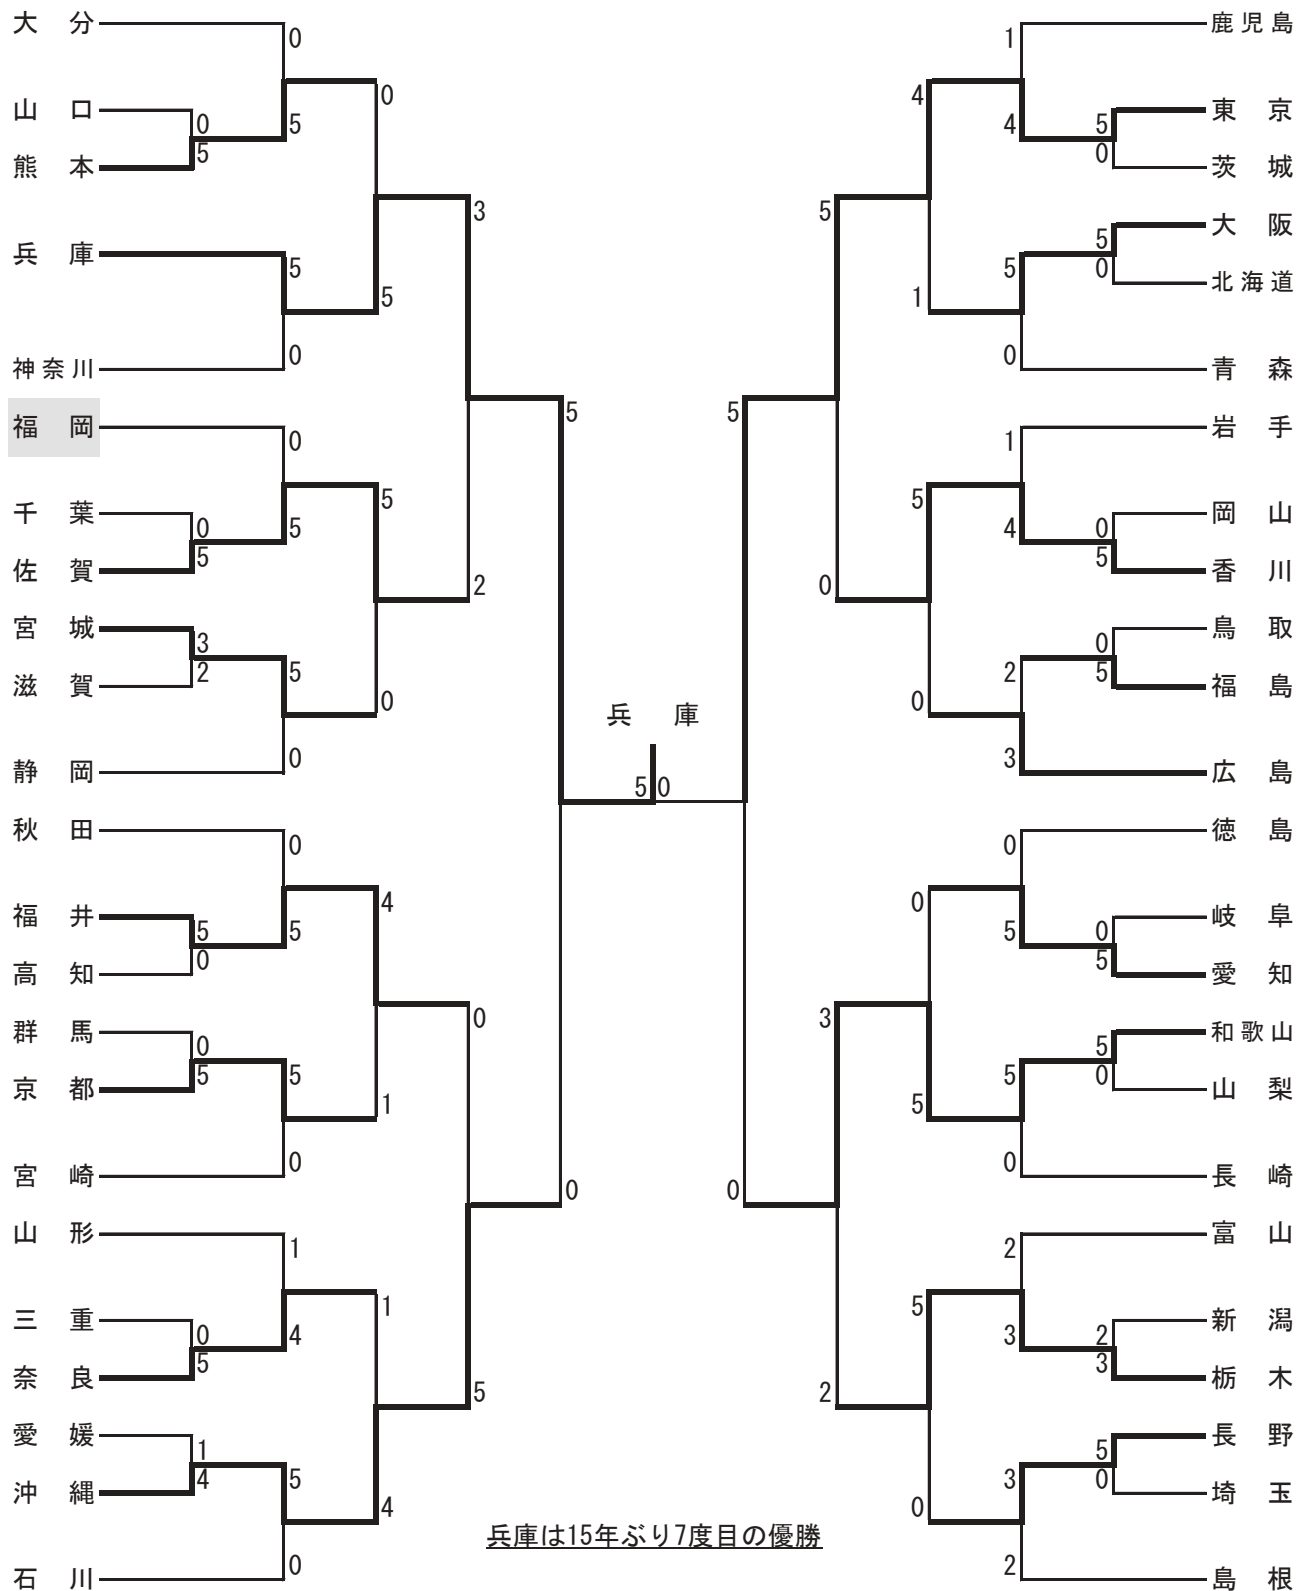 大分
0
山口
0
5
熊本
5
0
兵庫
5
5
神奈川
0
3
福岡
0
千葉
0
5
佐賀
5
5
宮城
3
滋賀
2
5
0
静岡
0
2
5
秋田
0
福井
5
5
高知
0
4
群馬
0
京都
5
5
1
宮崎
0
0
山形
1
三重
0
4
奈良
5
1
愛媛
1
沖縄
4
5
4
石川
0
5
0
兵庫
5 0
鹿児島
1
東京
5
4
茨城
0
4
大阪
5
北海道
0
5
1
青森
0
5
岩手
1
岡山
0
4
香川
5
5
鳥取
0
福島
5
2
0
広島
3
0
5
徳島
0
岐阜
0
5
愛知
5
0
和歌山
5
山梨
0
5
5
長崎
0
3
富山
2
新潟
2
3
栃木
3
5
長野
5
埼玉
0
3
0
島根
2
2
0
兵庫は15年ぶり7度目の優勝